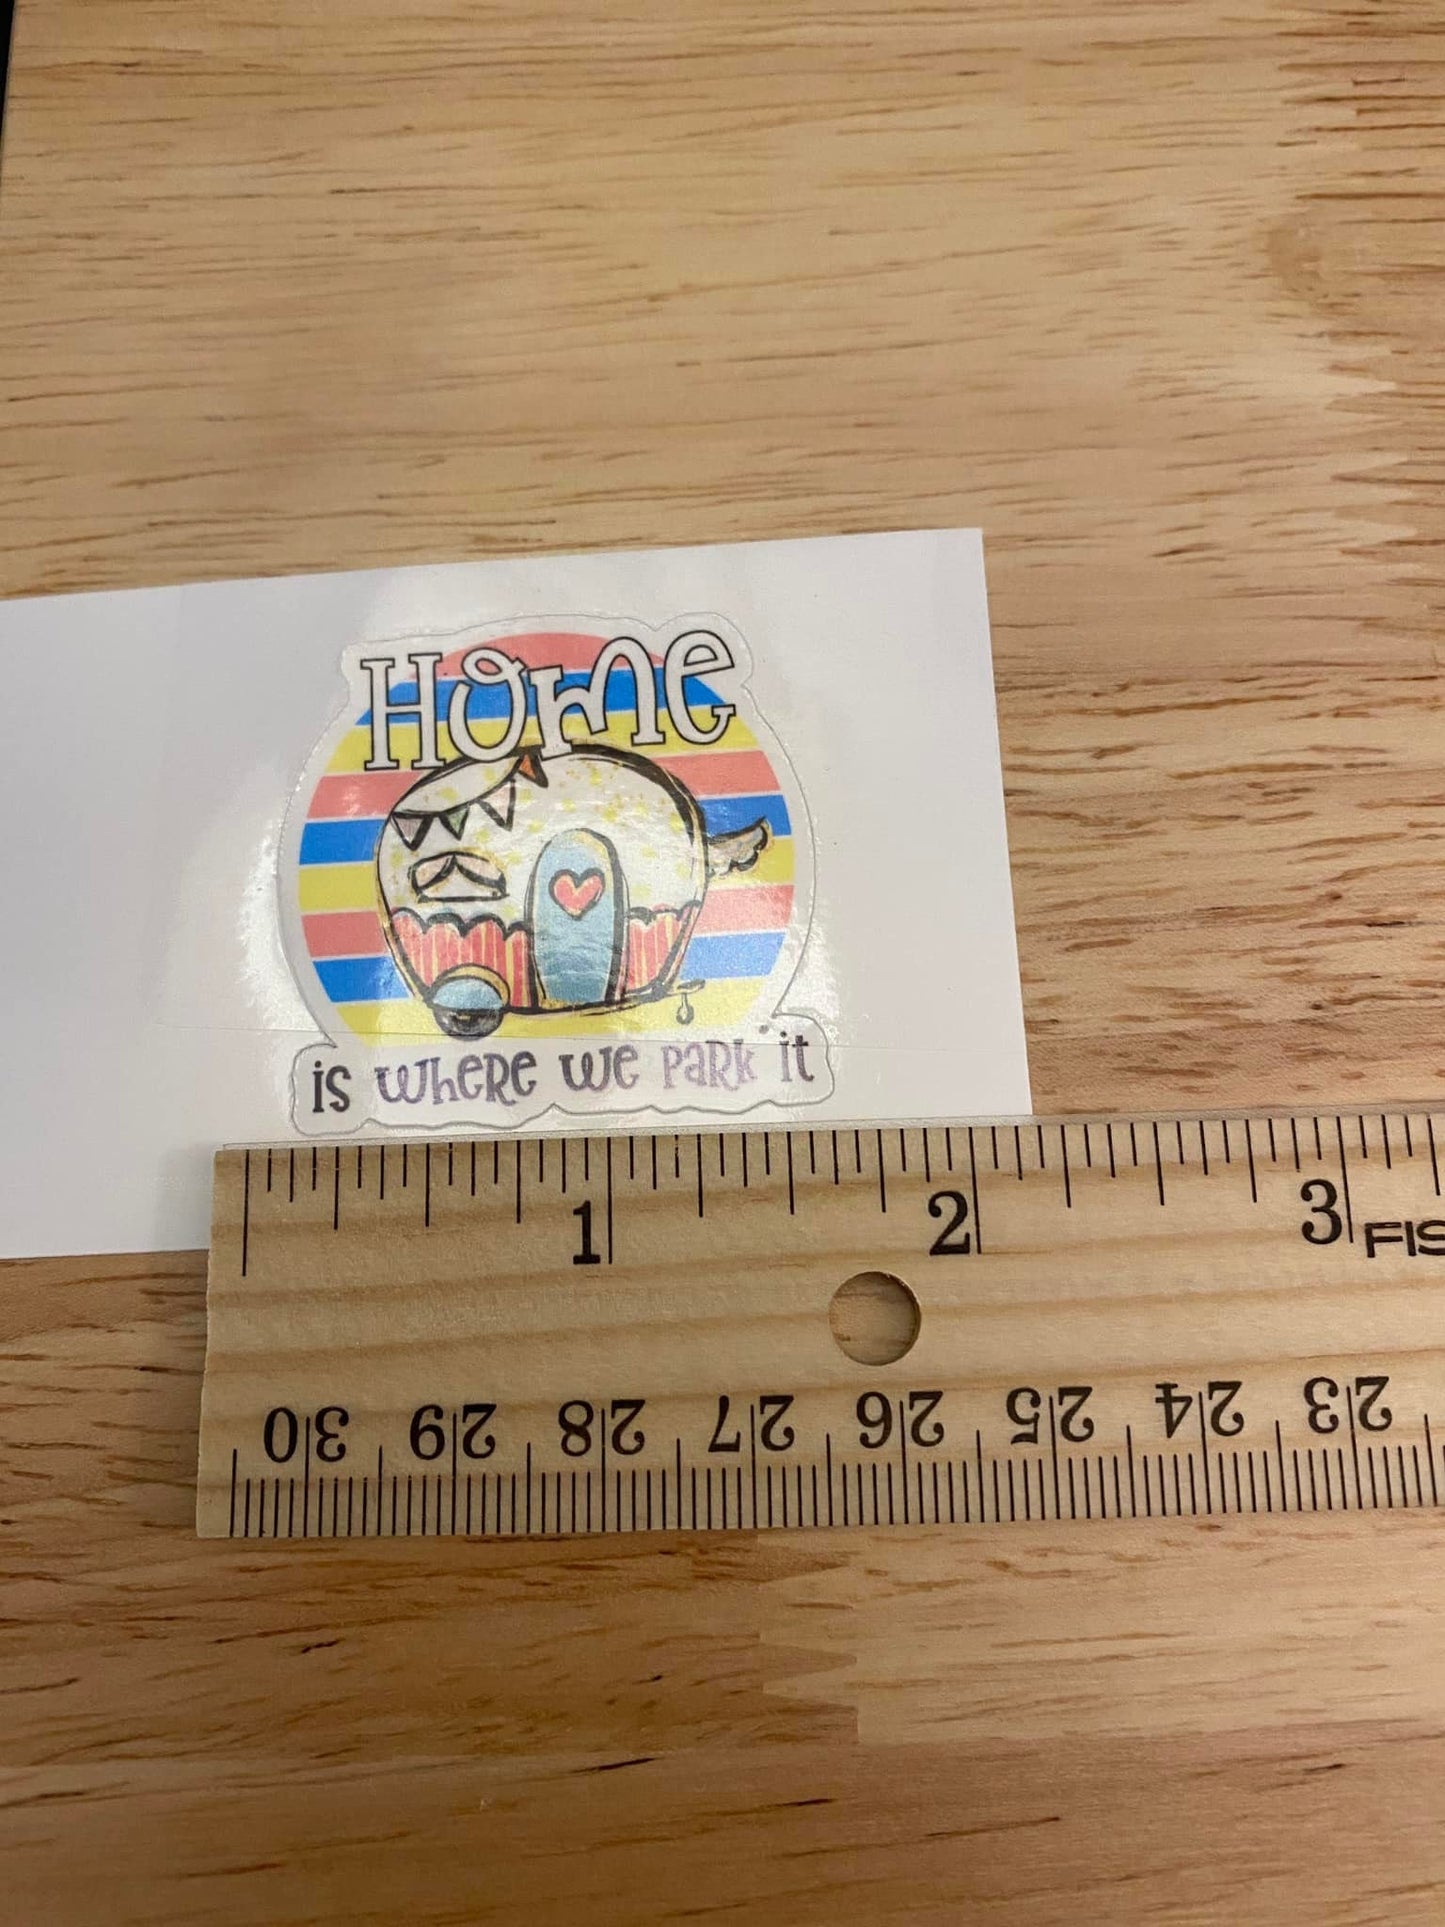 Home
is where we park it
1 2 3
FIS
30 29 28 27 26 25 24 23